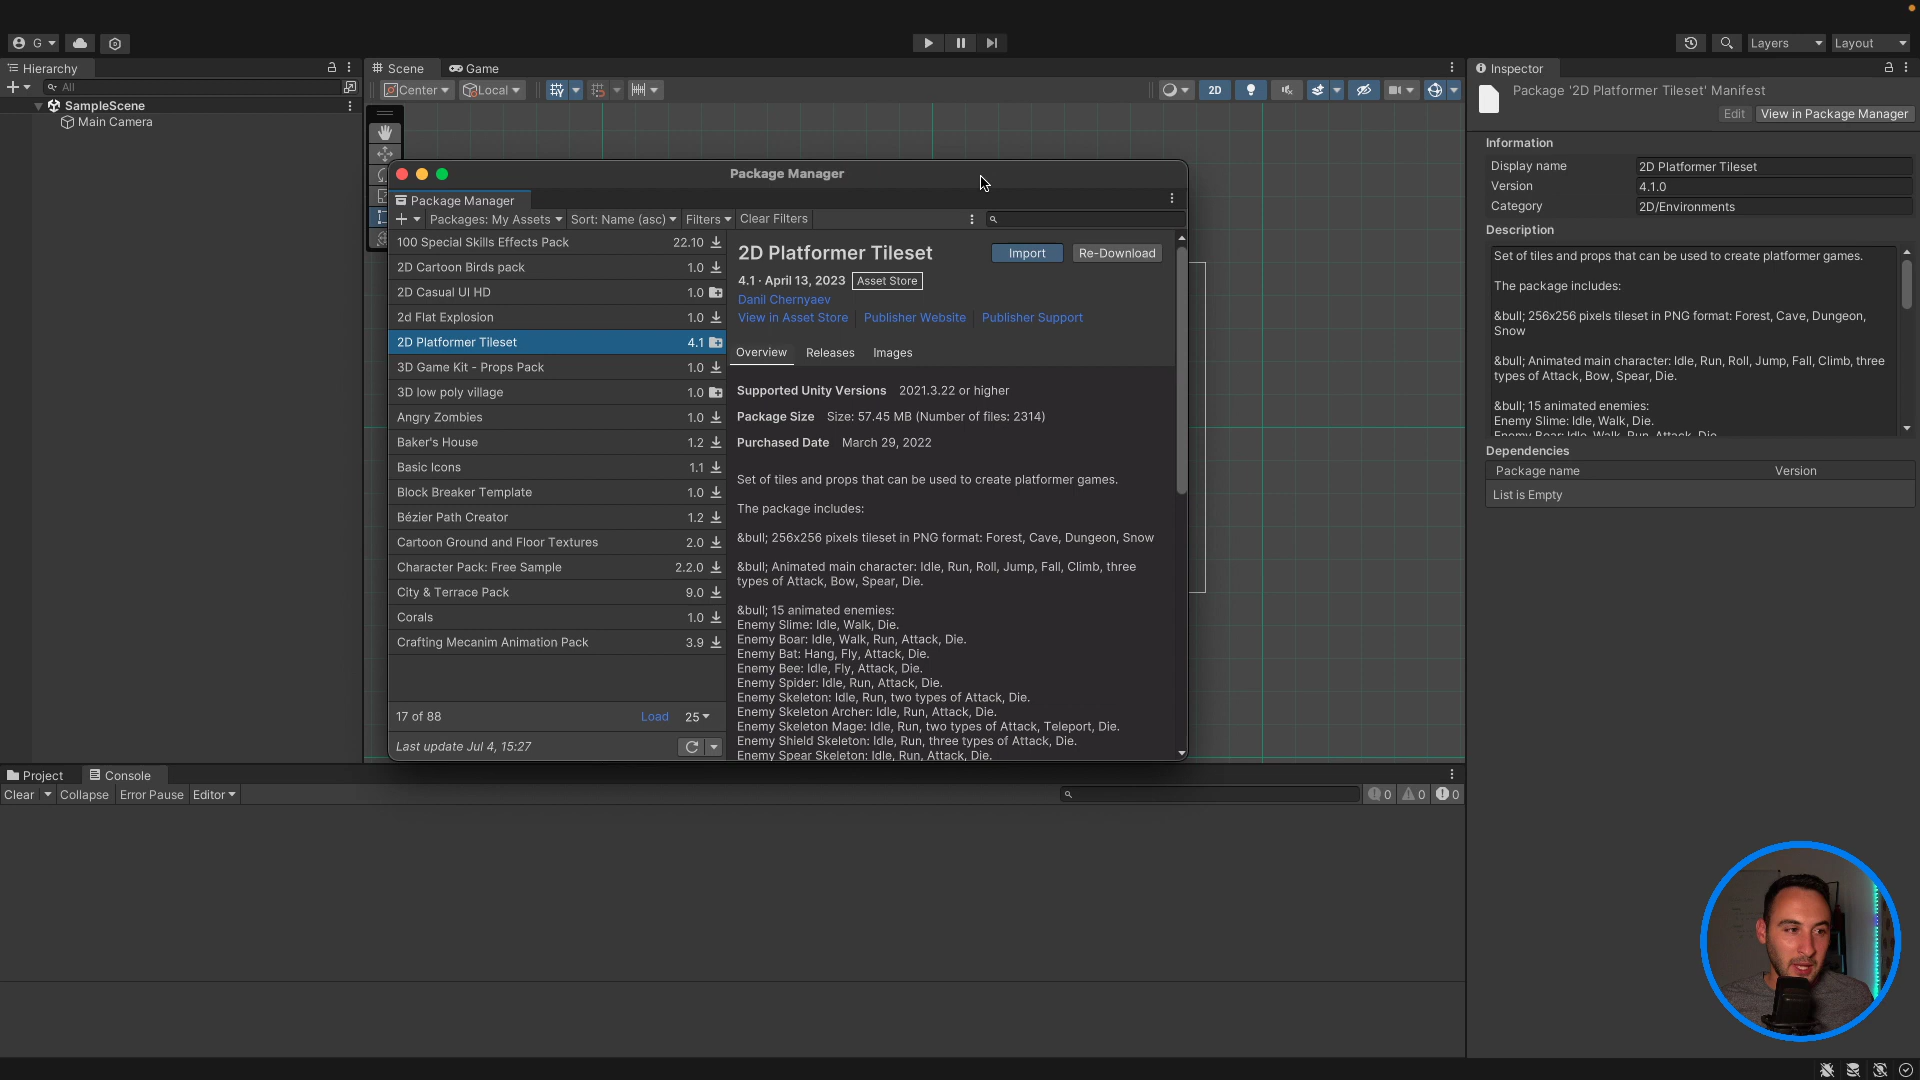 G
Layers
Layout
Hierarchy
All
SampleScene
Main Camera
Scene
Game
Center
Local
2D
Package Manager
Package Manager
Packages: My Assets
Sort: Name (asc)
Filters
Clear Filters
100 Special Skills Effects Pack 22.10
2D Cartoon Birds pack 1.0
2D Casual UI HD 1.0
2d Flat Explosion 1.0
2D Platformer Tileset 4.1
3D Game Kit - Props Pack 1.0
3D low poly village 1.0
Angry Zombies 1.0
Baker's House 1.2
Basic Icons 1.1
Block Breaker Template 1.0
Bézier Path Creator 1.2
Cartoon Ground and Floor Textures 2.0
Character Pack: Free Sample 2.2.0
City & Terrace Pack 9.0
Corals 1.0
Crafting Mecanim Animation Pack 3.9
17 of 88
Load
25
Last update Jul 4, 15:27
2D Platformer Tileset
Import
Re-Download
4.1 · April 13, 2023
Asset Store
Danil Chernyaev
View in Asset Store
Publisher Website
Publisher Support
Overview
Releases
Images
Supported Unity Versions 2021.3.22 or higher
Package Size Size: 57.45 MB (Number of files: 2314)
Purchased Date March 29, 2022
Set of tiles and props that can be used to create platformer games.
The package includes:
&bull; 256x256 pixels tileset in PNG format: Forest, Cave, Dungeon, Snow
&bull; Animated main character: Idle, Run, Roll, Jump, Fall, Climb, three
types of Attack, Bow, Spear, Die.
&bull; 15 animated enemies:
Enemy Slime: Idle, Walk, Die.
Enemy Boar: Idle, Walk, Run, Attack, Die.
Enemy Bat: Hang, Fly, Attack, Die.
Enemy Bee: Idle, Fly, Attack, Die.
Enemy Spider: Idle, Run, Attack, Die.
Enemy Skeleton: Idle, Run, two types of Attack, Die.
Enemy Skeleton Archer: Idle, Run, Attack, Die.
Enemy Skeleton Mage: Idle, Run, two types of Attack, Teleport, Die.
Enemy Shield Skeleton: Idle, Run, three types of Attack, Die.
Enemy Spear Skeleton: Idle, Run, Attack, Die.
Inspector
Package '2D Platformer Tileset' Manifest
Edit
View in Package Manager
Information
Display name 2D Platformer Tileset
Version 4.1.0
Category 2D/Environments
Description
Set of tiles and props that can be used to create platformer games.
The package includes:
&bull; 256x256 pixels tileset in PNG format: Forest, Cave, Dungeon,
Snow
&bull; Animated main character: Idle, Run, Roll, Jump, Fall, Climb, three
types of Attack, Bow, Spear, Die.
&bull; 15 animated enemies:
Enemy Slime: Idle, Walk, Die.
Enemy Boar: Idle, Walk, Run, Attack, Die
Dependencies
Package name Version
List is Empty
Project
Console
Clear
Collapse
Error Pause
Editor
0
0
0